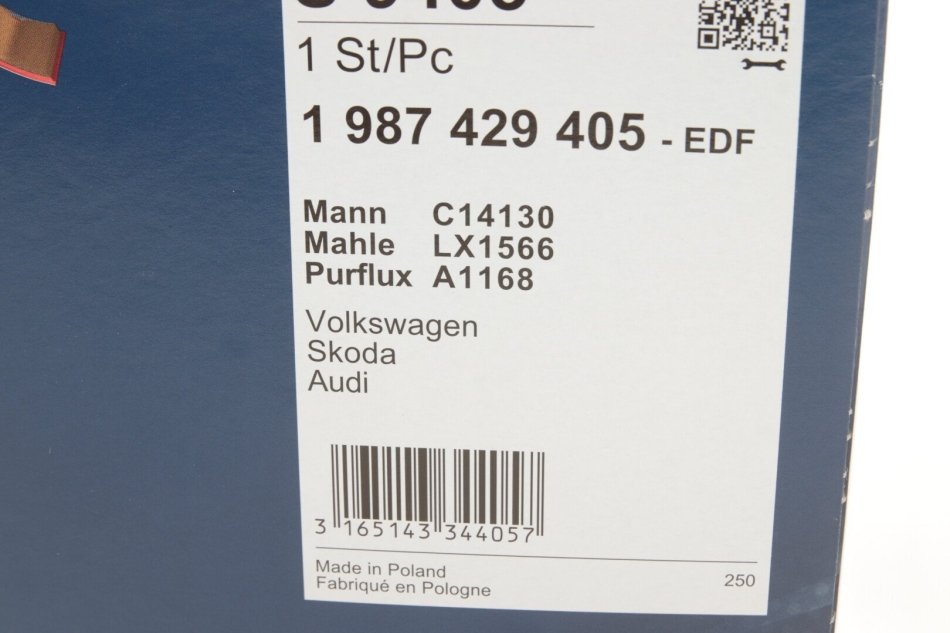 1 St/Pc
1 987 429 405 - EDF
Mann C14130
Mahle LX1566
Purflux A1168
Volkswagen
Skoda
Audi
3 165143 344057
Made in Poland
Fabriqué en Pologne
250